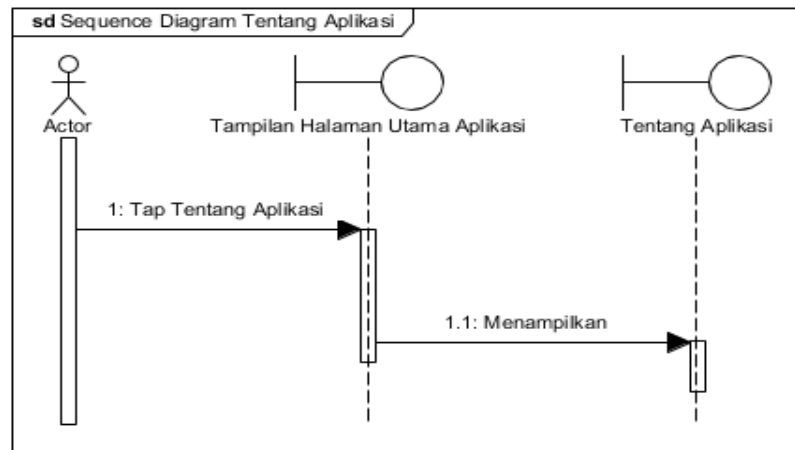 sd Sequence Diagram Tentang Aplikasi
Actor
Tampilan Halaman Utama Aplikasi
Tentang Aplikasi
1: Tap Tentang Aplikasi
1.1: Menampilkan